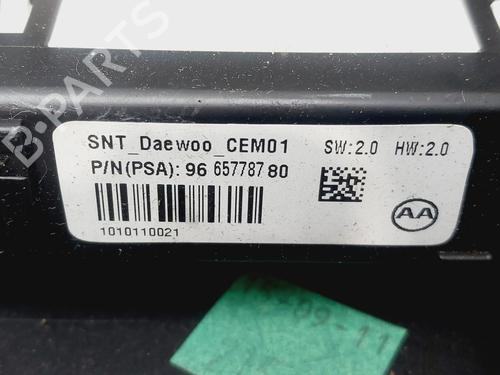 SNT_Daewoo_CEM01 SW:2.0 HW:2.0
P/N(PSA): 96 657787 80
1010110021
AA
B-PARTS
-09-11